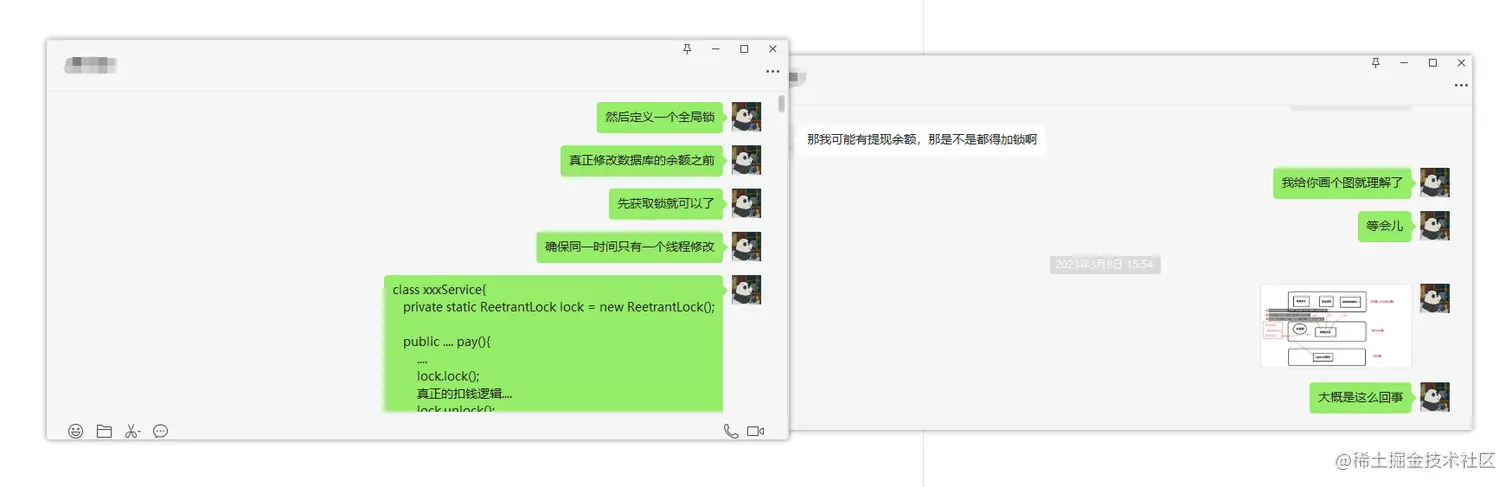 然后定义一个全局锁
真正修改数据库的余额之前
先获取锁就可以了
确保同一时间只有一个线程修改
class xxxService{
private static ReetrantLock lock = new ReetrantLock();
public .... pay(){
....
lock.lock();
真正的扣钱逻辑....
lock.unlock();
那我可能有提现余额，那是不是都得加锁啊
我给你画个图就理解了
等会儿
2023年3月8日 15:54
大概是这么回事
@稀土掘金技术社区